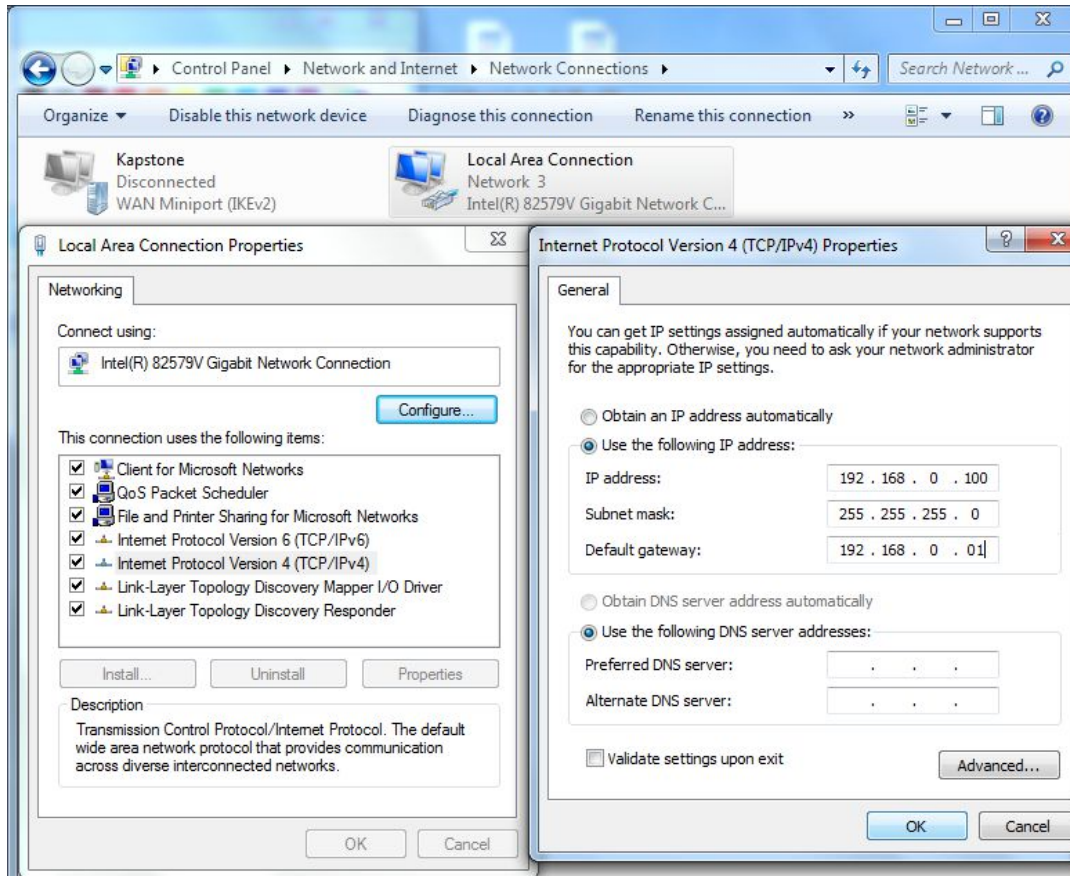 Control Panel Network and Internet Network Connections Search Network ...
Organize Disable this network device Diagnose this connection Rename this connection »
Kapstone
Disconnected
WAN Miniport (IKEv2)
Local Area Connection
Network 3
Intel(R) 82579V Gigabit Network C...
Local Area Connection Properties
Networking
Connect using:
Intel(R) 82579V Gigabit Network Connection
Configure...
This connection uses the following items:
Client for Microsoft Networks
QoS Packet Scheduler
File and Printer Sharing for Microsoft Networks
Internet Protocol Version 6 (TCP/IPv6)
Internet Protocol Version 4 (TCP/IPv4)
Link-Layer Topology Discovery Mapper I/O Driver
Link-Layer Topology Discovery Responder
Install... Uninstall Properties
Description
Transmission Control Protocol/Internet Protocol. The default
wide area network protocol that provides communication
across diverse interconnected networks.
OK Cancel
Internet Protocol Version 4 (TCP/IPv4) Properties
General
You can get IP settings assigned automatically if your network supports
this capability. Otherwise, you need to ask your network administrator
for the appropriate IP settings.
Obtain an IP address automatically
Use the following IP address:
IP address: 192 . 168 . 0 . 100
Subnet mask: 255 . 255 . 255 . 0
Default gateway: 192 . 168 . 0 . 01
Obtain DNS server address automatically
Use the following DNS server addresses:
Preferred DNS server: . . .
Alternate DNS server: . . .
Validate settings upon exit
Advanced...
OK Cancel